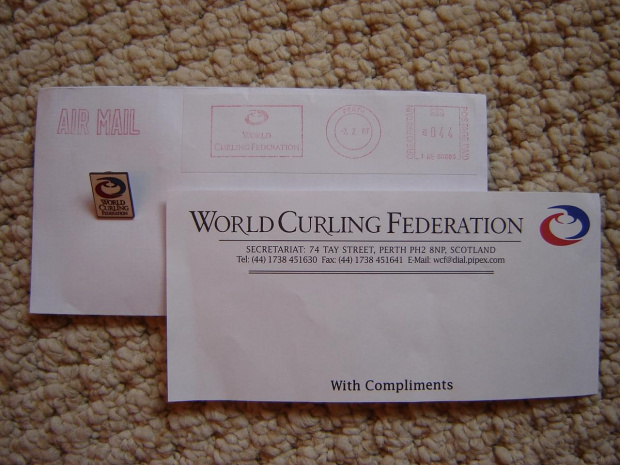 AIR MAIL
WORLD
CURLING FEDERATION
044
WORLD
CURLING
FEDERATION
WORLD CURLING FEDERATION
SECRETARIAT: 74 TAY STREET, PERTH PH2 8NP, SCOTLAND
Tel: (44) 1738 451630 Fax: (44) 1738 451641 E-Mail: wcf@dial.pipex.com
With Compliments